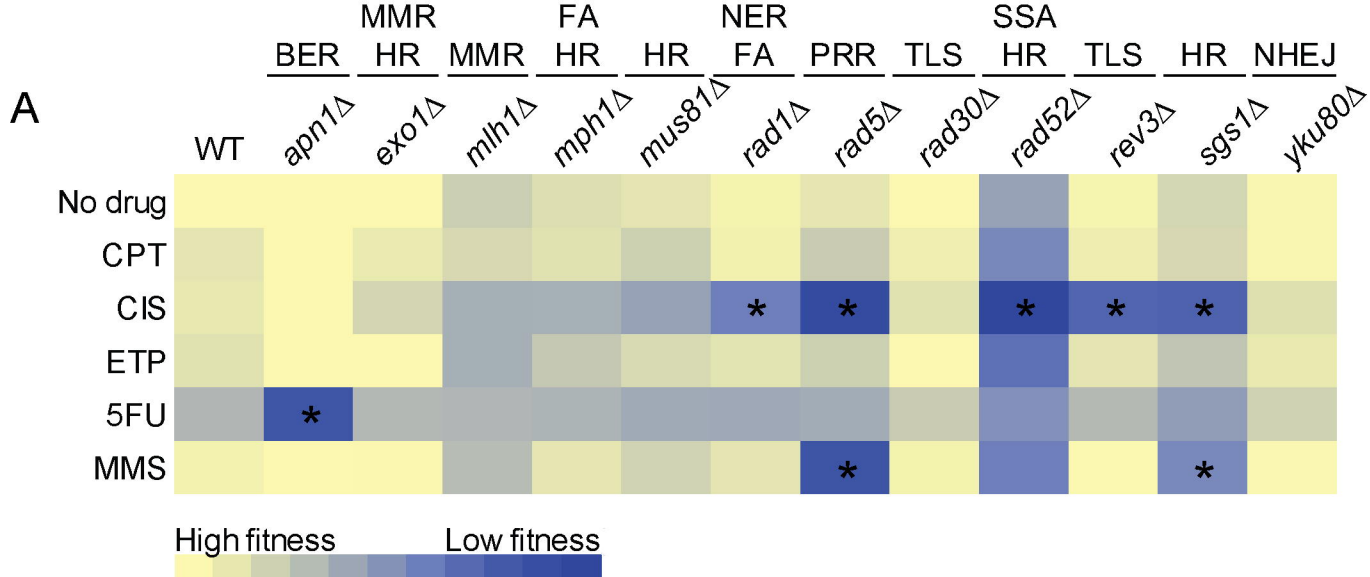 MMR FA NER SSA
BER HR MMR HR HR FA PRR TLS HR TLS HR NHEJ
A
WT apn1Δ exo1Δ mlh1Δ mph1Δ mus81Δ rad1Δ rad5Δ rad30Δ rad52Δ rev3Δ sgs1Δ yku80Δ
No drug
CPT
CIS * * * * *
ETP
5FU *
MMS * *
High fitness Low fitness